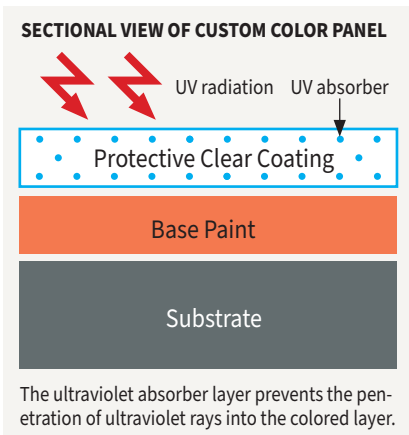 SECTIONAL VIEW OF CUSTOM COLOR PANEL
UV radiation UV absorber
Protective Clear Coating
Base Paint
Substrate
The ultraviolet absorber layer prevents the pen-
etration of ultraviolet rays into the colored layer.